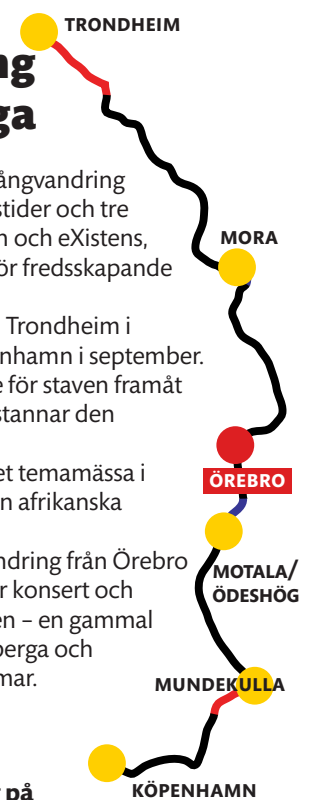 ng
ga
ångvandring
stider och tre
n och eXistens,
ör fredsskapande
Trondheim i
enhamn i september.
e för staven framåt
stannar den
et temamässa i
n afrikanska
ndring från Örebro
r konsert och
en – en gammal
berga och
mar.
r på
TRONDHEIM
MORA
ÖREBRO
MOTALA/
ÖDESHÖG
MUNDEKULLA
KÖPENHAMN